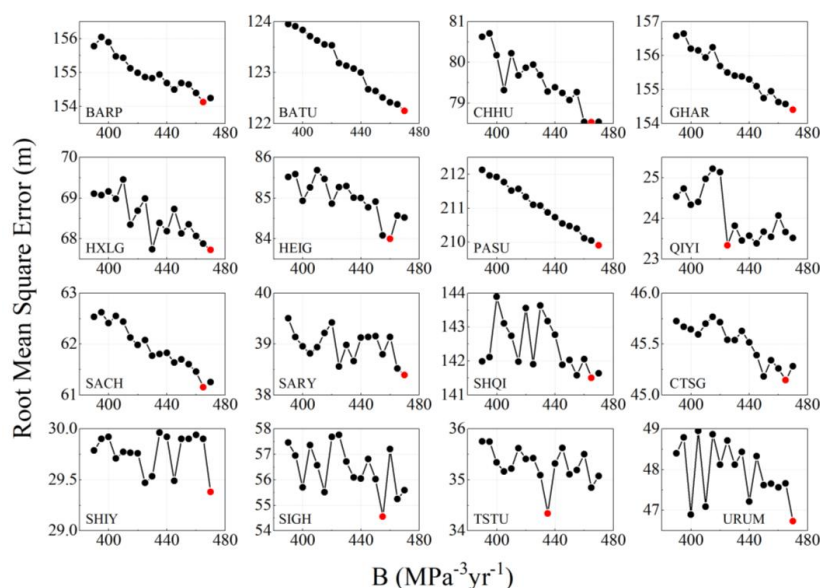 Root Mean Square Error (m)
156
155
154
BARP
400 440 480
124
123
122
BATU
400 440 480
81
80
79
CHHU
400 440 480
157
156
155
154
GHAR
400 440 480
70
69
68
HXLG
400 440 480
86
85
84
HEIG
400 440 480
212
211
210
PASU
400 440 480
26
25
24
23
QIYI
400 440 480
63
62
61
SACH
400 440 480
40
39
38
SARY
400 440 480
144
143
142
141
SHQI
400 440 480
46.0
45.5
45.0
CTSG
400 440 480
30.0
29.5
29.0
SHIY
400 440 480
58
57
56
55
54
SIGH
400 440 480
36
35
34
TSTU
400 440 480
49
48
47
URUM
400 440 480
B (MPa⁻³yr⁻¹)